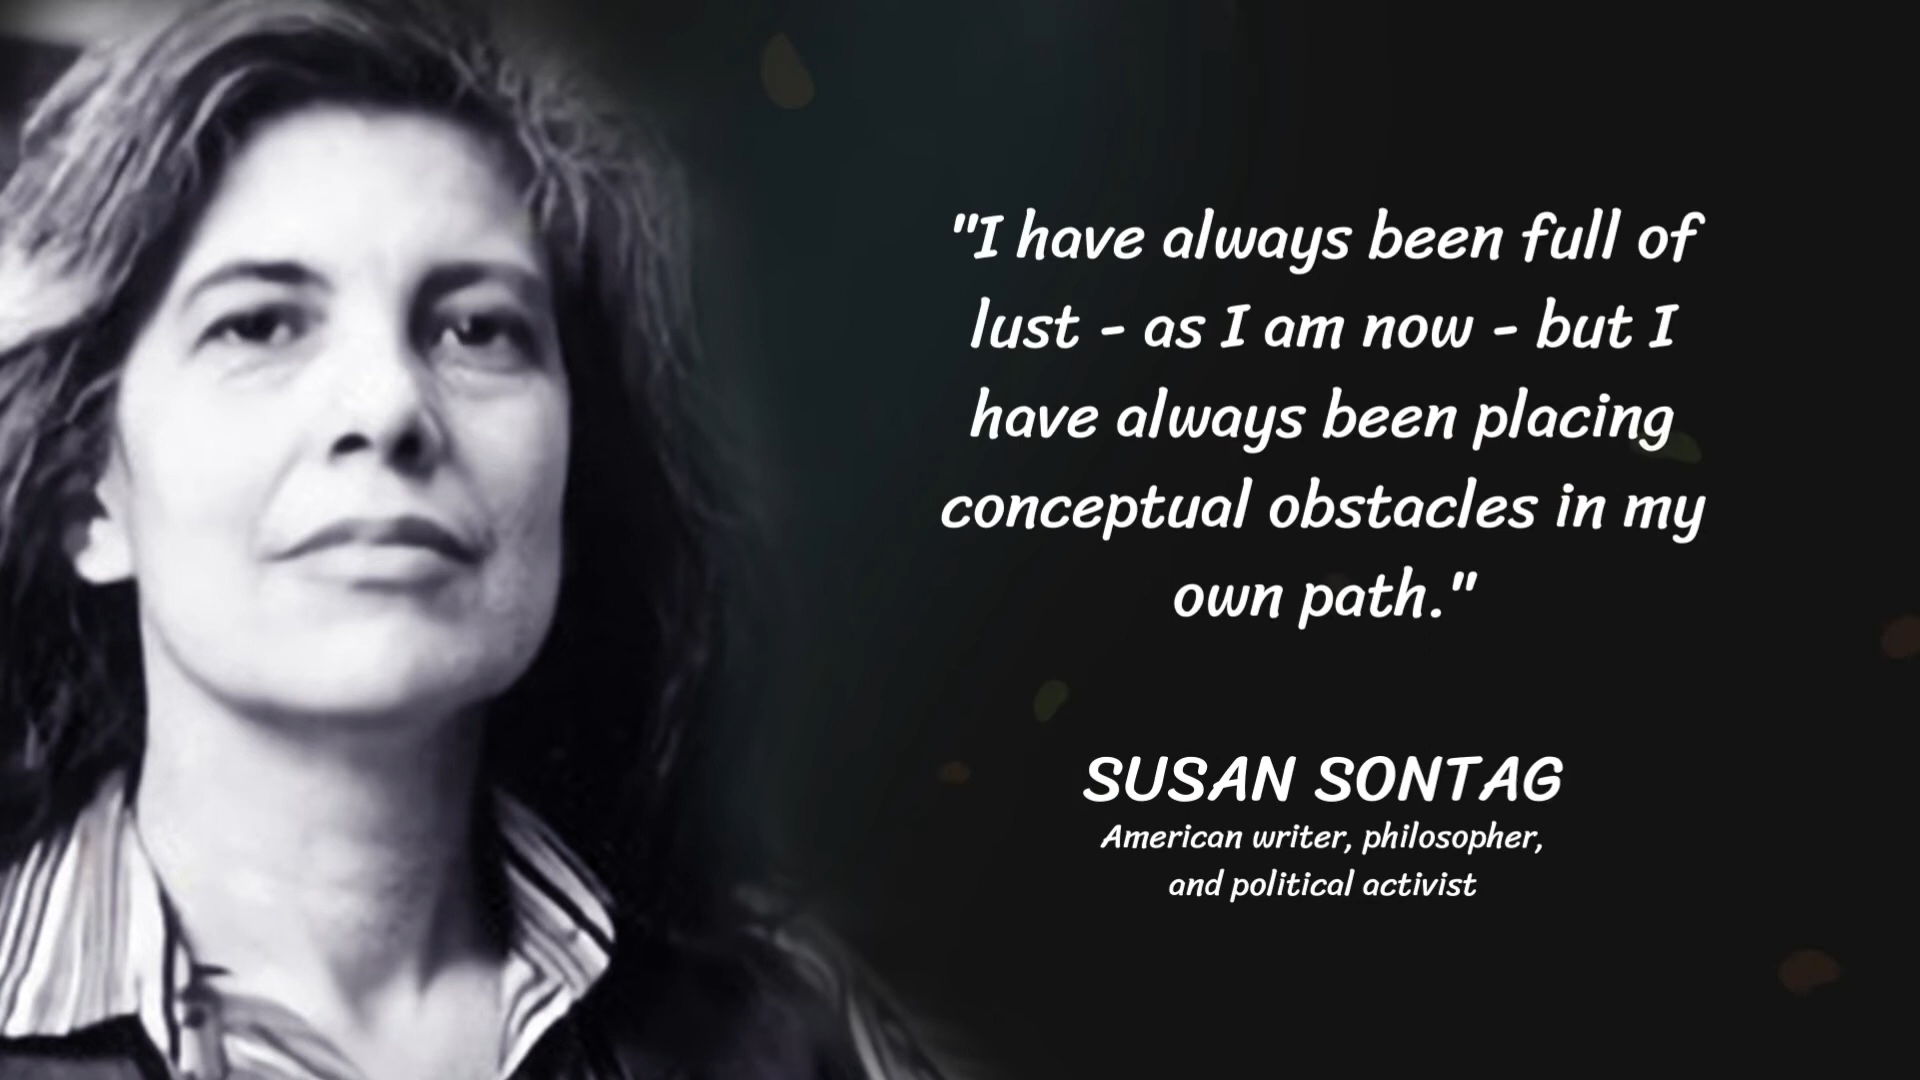 "I have always been full of
lust - as I am now - but I
have always been placing
conceptual obstacles in my
own path."
SUSAN SONTAG
American writer, philosopher,
and political activist